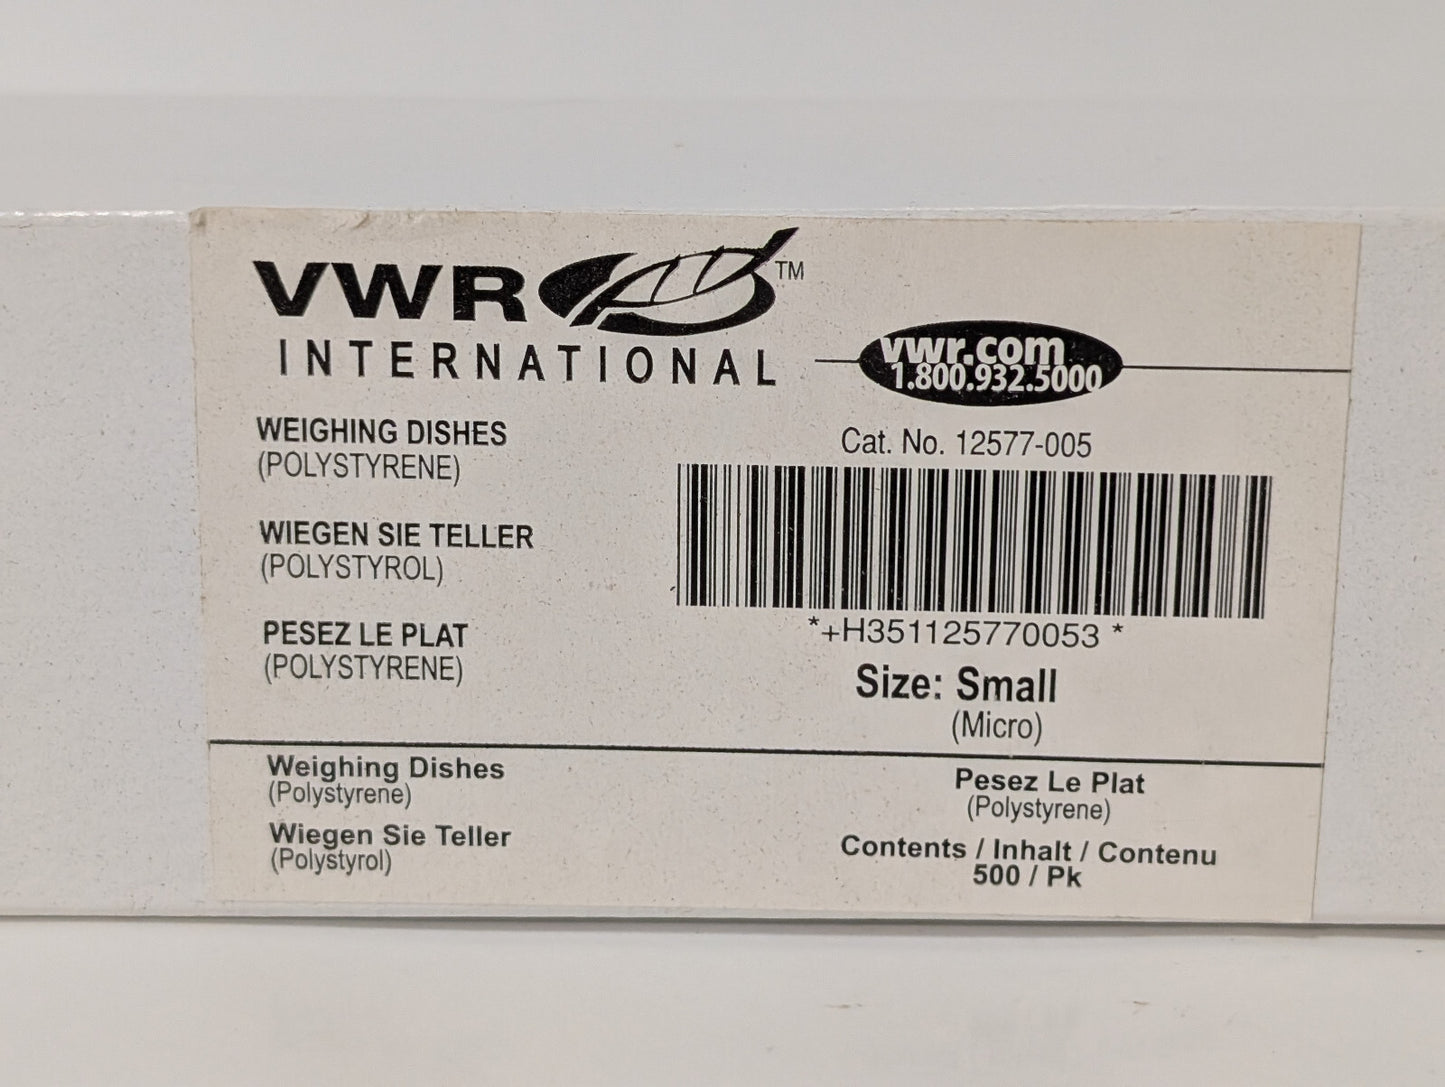 VWR™
INTERNATIONAL
vwr.com
1.800.932.5000
WEIGHING DISHES
(POLYSTYRENE)
WIEGEN SIE TELLER
(POLYSTYROL)
PESEZ LE PLAT
(POLYSTYRENE)
Cat. No. 12577-005
*+H351125770053*
Size: Small
(Micro)
Weighing Dishes
(Polystyrene)
Wiegen Sie Teller
(Polystyrol)
Pesez Le Plat
(Polystyrene)
Contents / Inhalt / Contenu
500 / Pk